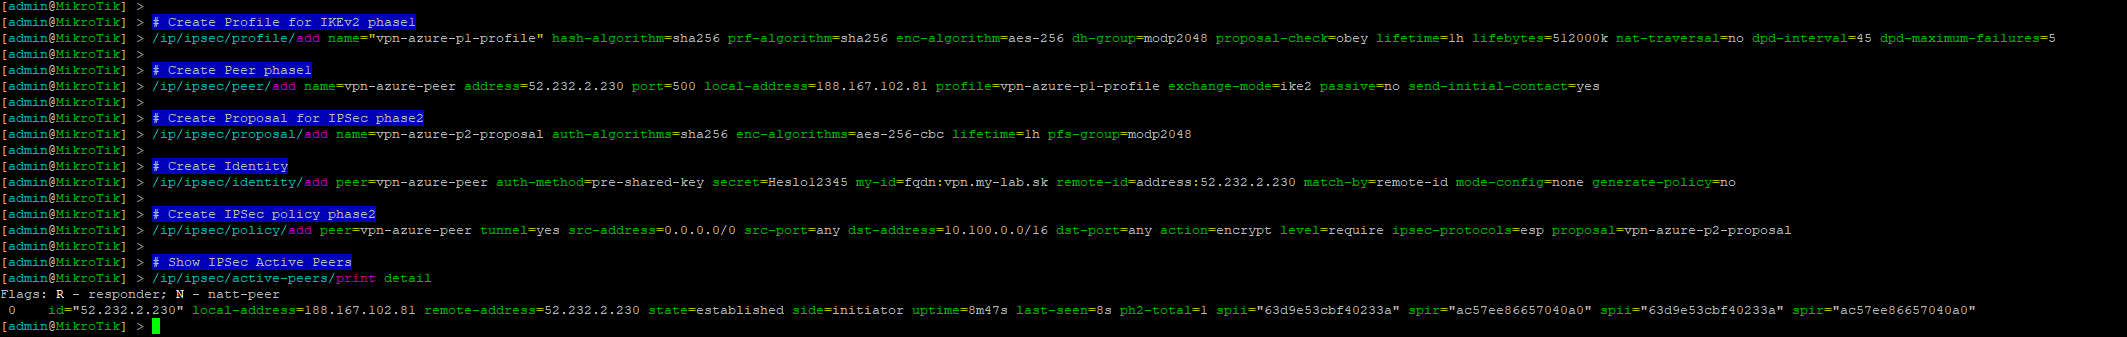 [admin@MikroTik] >
[admin@MikroTik] > # Create Profile for IKEv2 phase1
[admin@MikroTik] > /ip/ipsec/profile/add name="vpn-azure-p1-profile" hash-algorithm=sha256 prf-algorithm=sha256 enc-algorithm=aes-256 dh-group=modp2048 proposal-check=obey lifetime=1h lifebytes=512000k nat-traversal=no dpd-interval=45 dpd-maximum-failures=5
[admin@MikroTik] >
[admin@MikroTik] > # Create Peer phase1
[admin@MikroTik] > /ip/ipsec/peer/add name=vpn-azure-peer address=52.232.2.230 port=500 local-address=188.167.102.81 profile=vpn-azure-p1-profile exchange-mode=ike2 passive=no send-initial-contact=yes
[admin@MikroTik] >
[admin@MikroTik] > # Create Proposal for IPSec phase2
[admin@MikroTik] > /ip/ipsec/proposal/add name=vpn-azure-p2-proposal auth-algorithms=sha256 enc-algorithms=aes-256-cbc lifetime=1h pfs-group=modp2048
[admin@MikroTik] >
[admin@MikroTik] > # Create Identity
[admin@MikroTik] > /ip/ipsec/identity/add peer=vpn-azure-peer auth-method=pre-shared-key secret=Heslo12345 my-id=fqdn:vpn.my-lab.sk remote-id=address:52.232.2.230 match-by=remote-id mode-config=none generate-policy=no
[admin@MikroTik] >
[admin@MikroTik] > # Create IPSec policy phase2
[admin@MikroTik] > /ip/ipsec/policy/add peer=vpn-azure-peer tunnel=yes src-address=0.0.0.0/0 src-port=any dst-address=10.100.0.0/16 dst-port=any action=encrypt level=require ipsec-protocols=esp proposal=vpn-azure-p2-proposal
[admin@MikroTik] >
[admin@MikroTik] > # Show IPSec Active Peers
[admin@MikroTik] > /ip/ipsec/active-peers/print detail
Flags: R - responder; N - natt-peer
0 id="52.232.2.230" local-address=188.167.102.81 remote-address=52.232.2.230 state=established side=initiator uptime=8m47s last-seen=8s ph2-total=1 spii="63d9e53cbf40233a" spir="ac57ee86657040a0" spii="63d9e53cbf40233a" spir="ac57ee86657040a0"
[admin@MikroTik] >